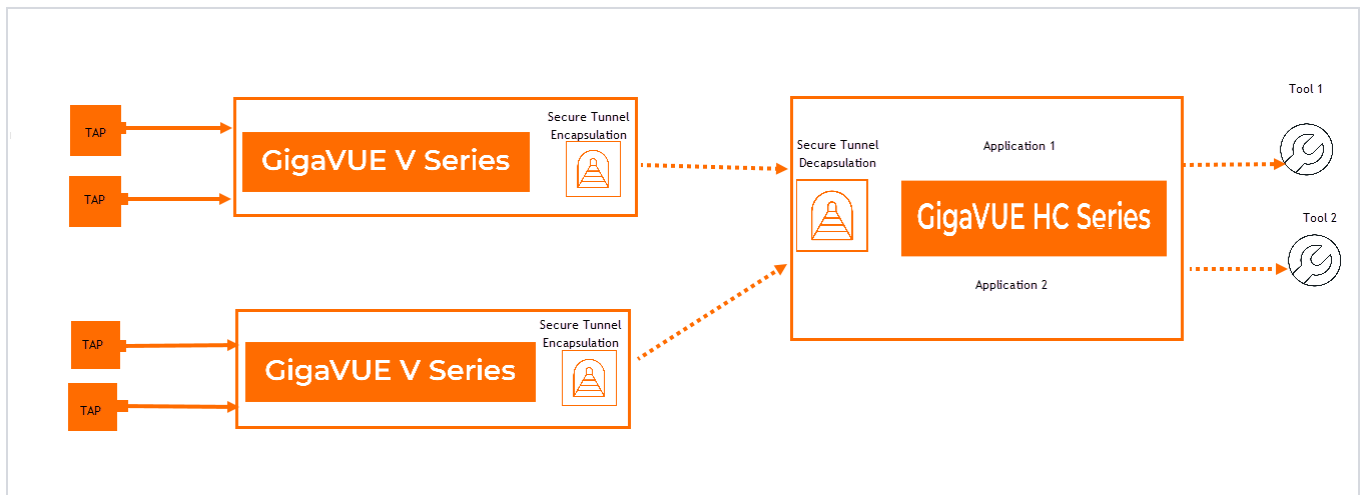 TAP
TAP
GigaVUE V Series
Secure Tunnel
Encapsulation
TAP
TAP
GigaVUE V Series
Secure Tunnel
Encapsulation
Secure Tunnel
Decapsulation
Application 1
GigaVUE HC Series
Application 2
Tool 1
Tool 2